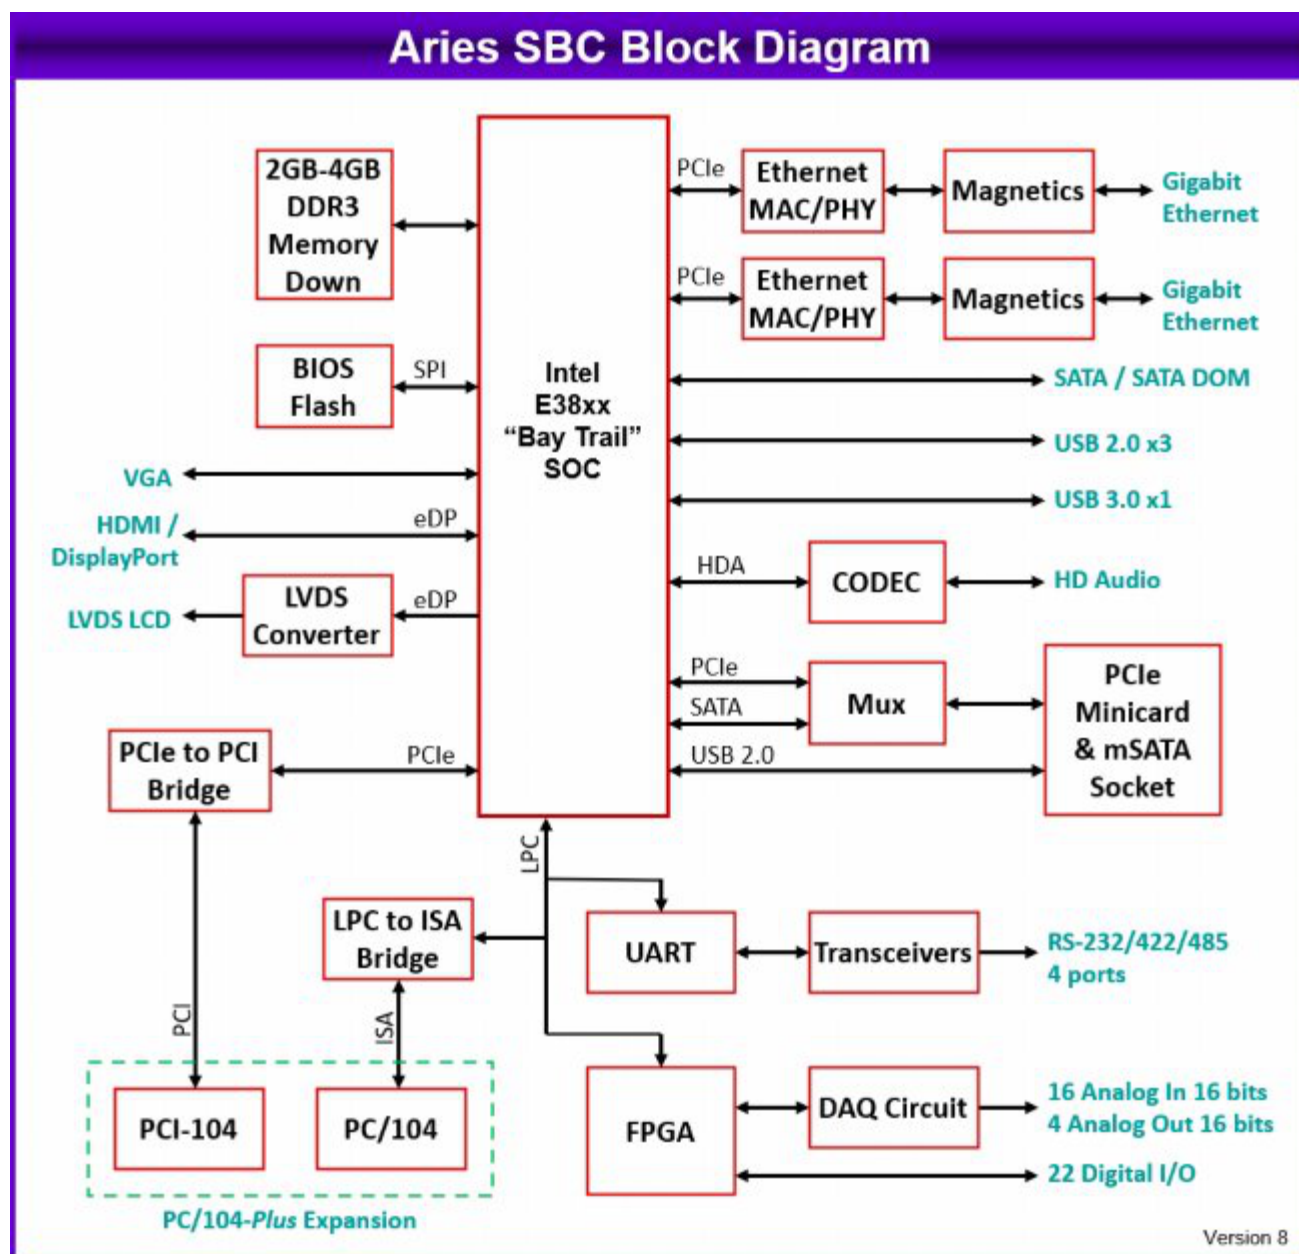 Aries SBC Block Diagram
2GB-4GB
DDR3
Memory
Down
BIOS
Flash
SPI
VGA
HDMI /
DisplayPort
eDP
LVDS LCD
LVDS
Converter
eDP
PCIe to PCI
Bridge
PCIe
Intel
E38xx
“Bay Trail”
SOC
PCIe
Ethernet
MAC/PHY
Magnetics
Gigabit
Ethernet
PCIe
Ethernet
MAC/PHY
Magnetics
Gigabit
Ethernet
SATA / SATA DOM
USB 2.0 x3
USB 3.0 x1
HDA
CODEC
HD Audio
PCIe
SATA
Mux
USB 2.0
PCIe
Minicard
& mSATA
Socket
LPC
LPC to ISA
Bridge
UART
Transceivers
RS-232/422/485
4 ports
PCI
ISA
PCI-104
PC/104
PC/104-Plus Expansion
FPGA
DAQ Circuit
16 Analog In 16 bits
4 Analog Out 16 bits
22 Digital I/O
Version 8